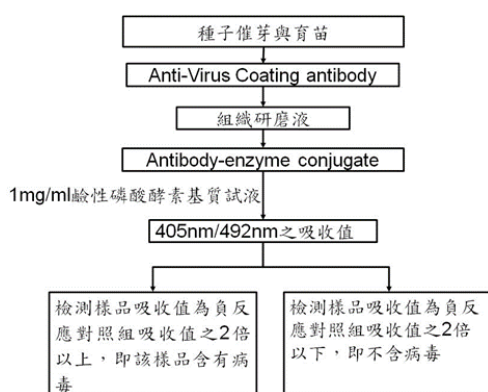 種子催芽與育苗
Anti-Virus Coating antibody
組織研磨液
Antibody-enzyme conjugate
1mg/ml鹼性磷酸酵素基質試液
405nm/492nm之吸收值
檢測樣品吸收值為負反
應對照組吸收值之2倍
以上，即該樣品含有病
毒
檢測樣品吸收值為負反
應對照組吸收值之2倍
以下，即不含病毒